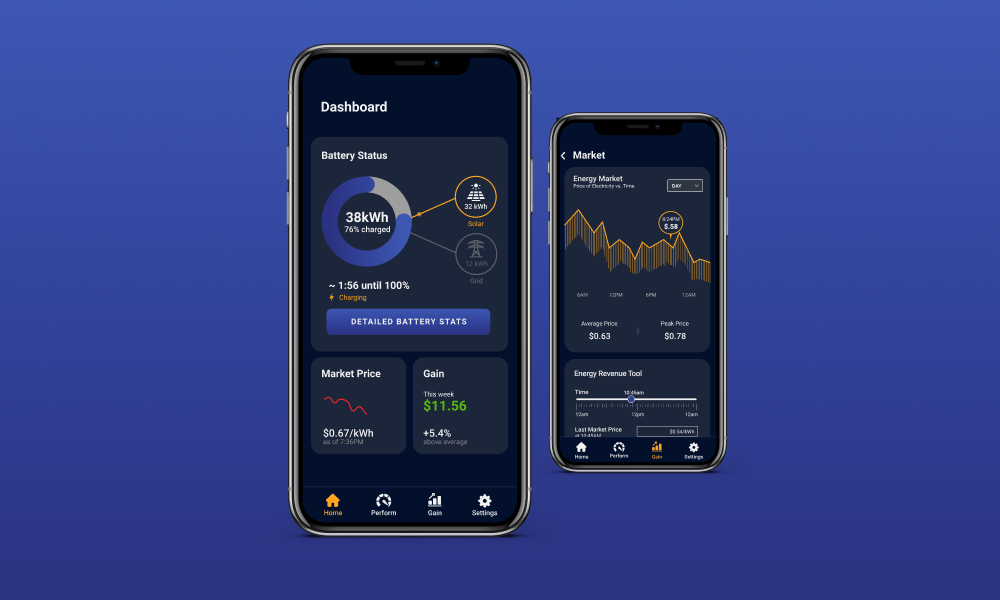 Dashboard
Battery Status
38kWh
76% charged
32 kWh
Solar
12 kWh
Grid
~ 1:56 until 100%
Charging
DETAILED BATTERY STATS
Market Price
$0.67/kWh
as of 7:36PM
Gain
This week
$11.56
+5.4%
above average
Home
Perform
Gain
Settings
Market
Energy Market
Price of Electricity vs. Time
DAY
8:24PM
$.58
6AM
12PM
6PM
12AM
Average Price
$0.63
Peak Price
$0.78
Energy Revenue Tool
Time
10:45am
12am
12pm
12am
Last Market Price
at 10:45AM
$0.54/kWh
Home
Perform
Gain
Settings